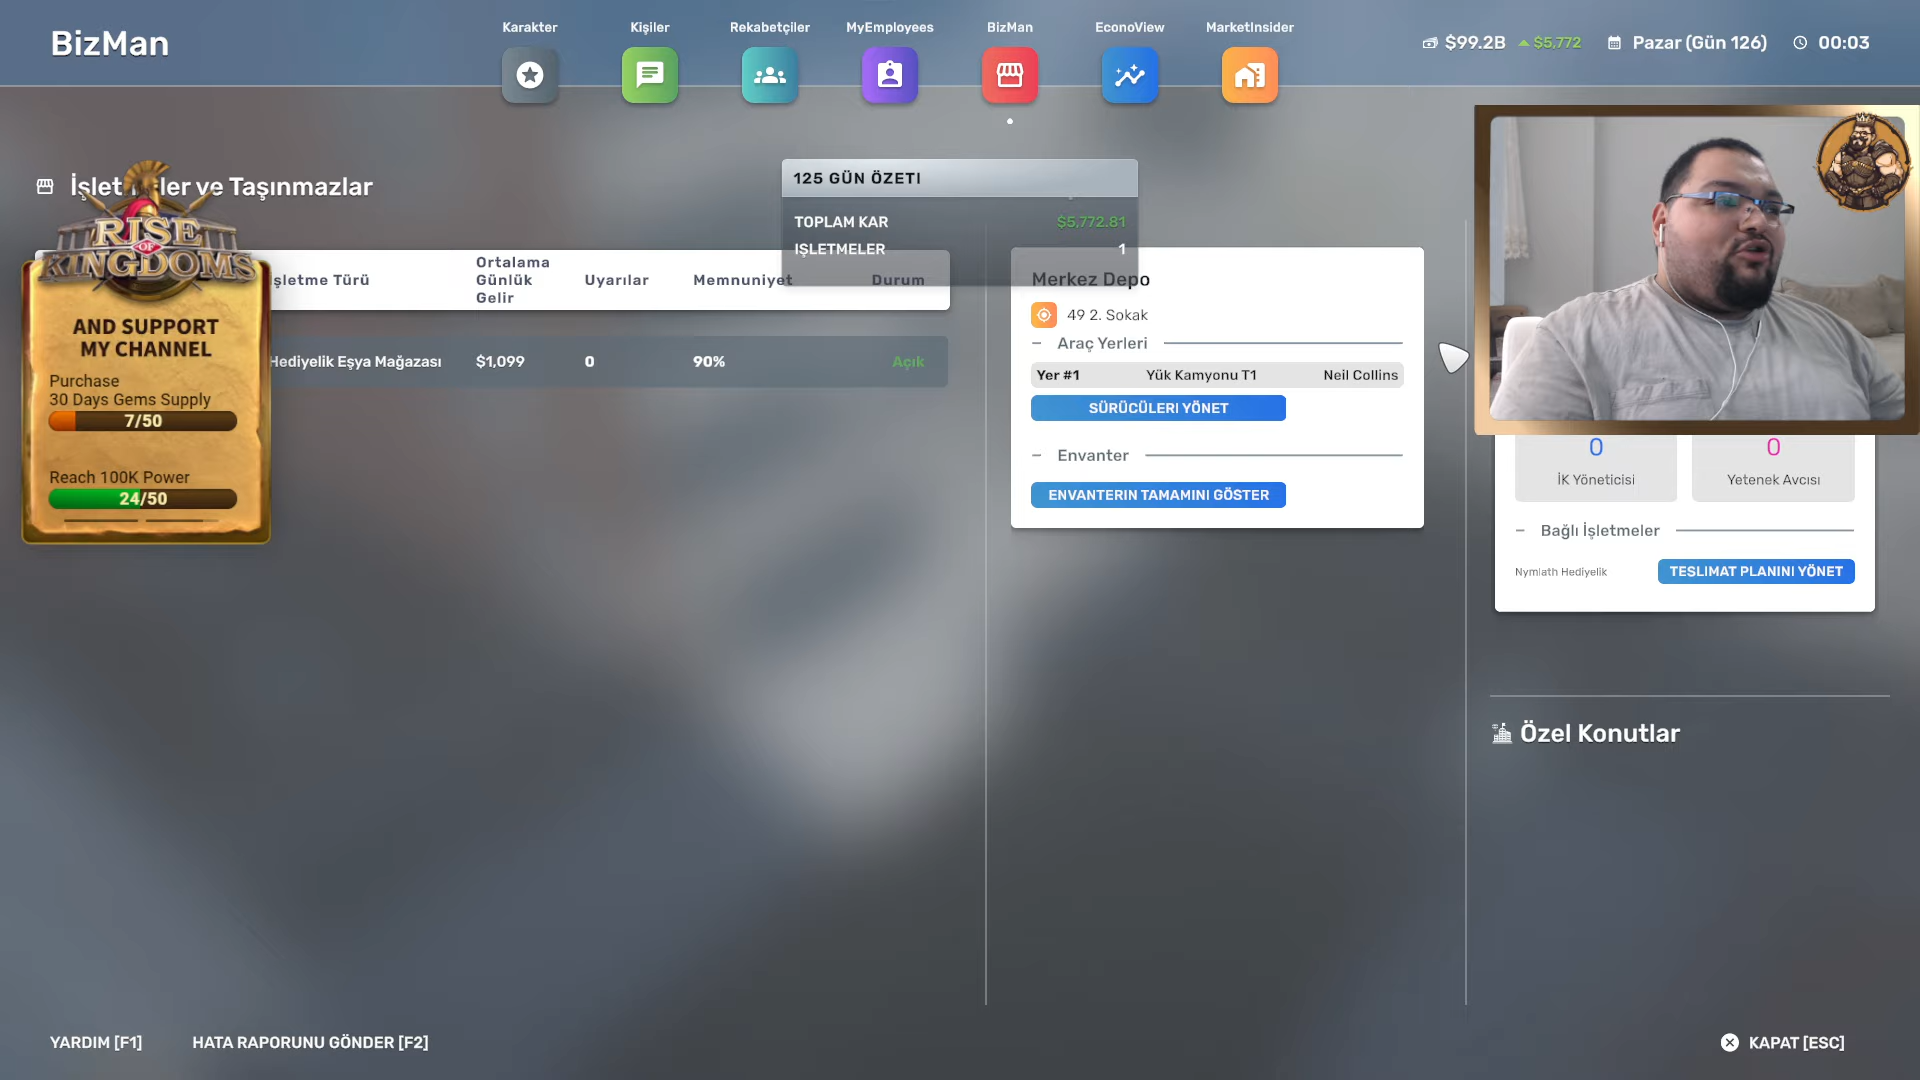 BizMan
Karakter
Kişiler
Rekabetçiler
MyEmployees
BizMan
EconoView
MarketInsider
$99.2B
$5,772
Pazar (Gün 126)
00:03
ve Taşınmazlar
125 GÜN ÖZETI
TOPLAM KAR
$5,772.81
IŞLETMELER
1
RISE
OF
KINGDOMS
AND SUPPORT
MY CHANNEL
Purchase
30 Days Gems Supply
7/50
Reach 100K Power
24/50
Ortalama
Günlük
Gelir
Uyarılar
Memnuniyet
Durum
Hediyelik Eşya Mağazası
$1,099
0
90%
Açık
Merkez Depo
49 2. Sokak
Araç Yerleri
Yer #1
Yük Kamyonu T1
Neil Collins
SÜRÜCÜLERI YÖNET
Envanter
ENVANTERIN TAMAMINI GÖSTER
0
İK Yöneticisi
0
Yetenek Avcısı
Bağlı İşletmeler
Nymlath Hediyelik
TESLIMAT PLANINI YÖNET
Özel Konutlar
YARDIM [F1]
HATA RAPORUNU GÖNDER [F2]
KAPAT [ESC]